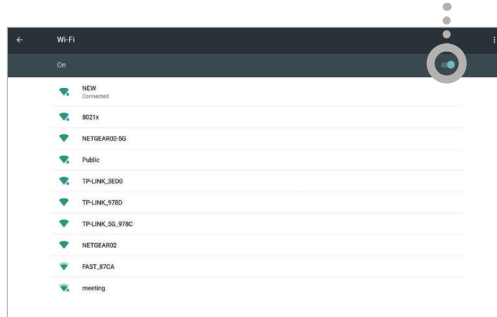 Wi-Fi
On
NEW
Connected
8021x
NETGEAR02-5G
Public
TP-LINK_3ED0
TP-LINK_978D
TP-LINK_5G_978C
NETGEAR02
FAST_87CA
meeting